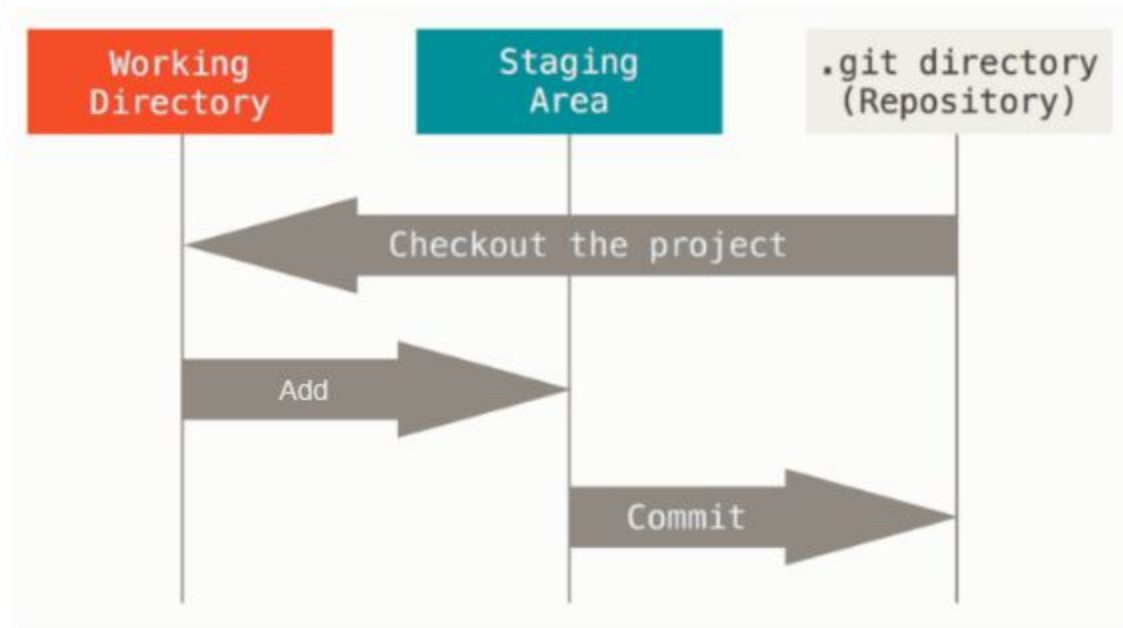 Working
Directory
Staging
Area
.git directory
(Repository)
Checkout the project
Add
Commit